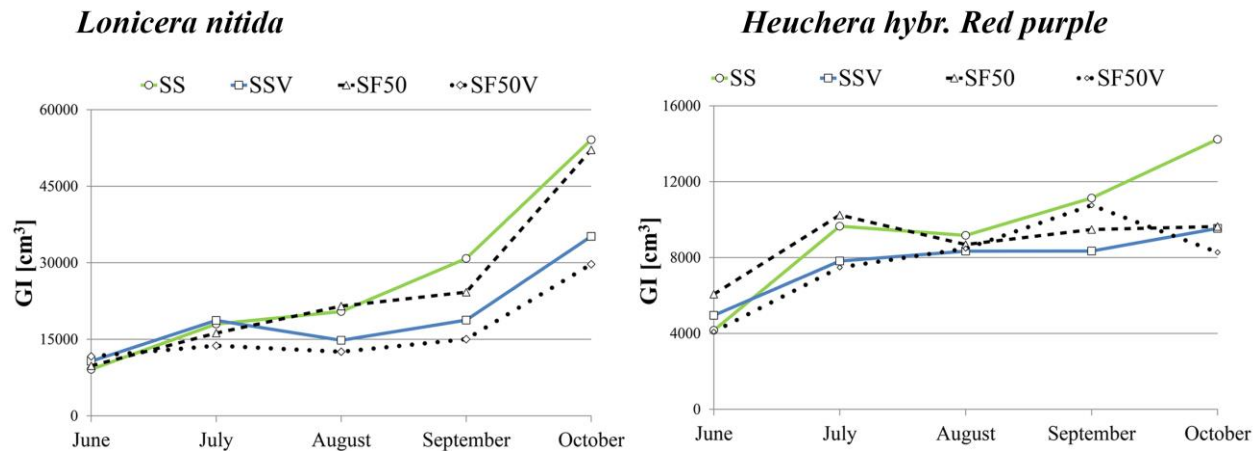 Lonicera nitida
SS SSV SF50 SF50V
60000
45000
30000
15000
0
GI [cm³]
June July August September October
Heuchera hybr. Red purple
SS SSV SF50 SF50V
16000
12000
8000
4000
0
GI [cm³]
June July August September October